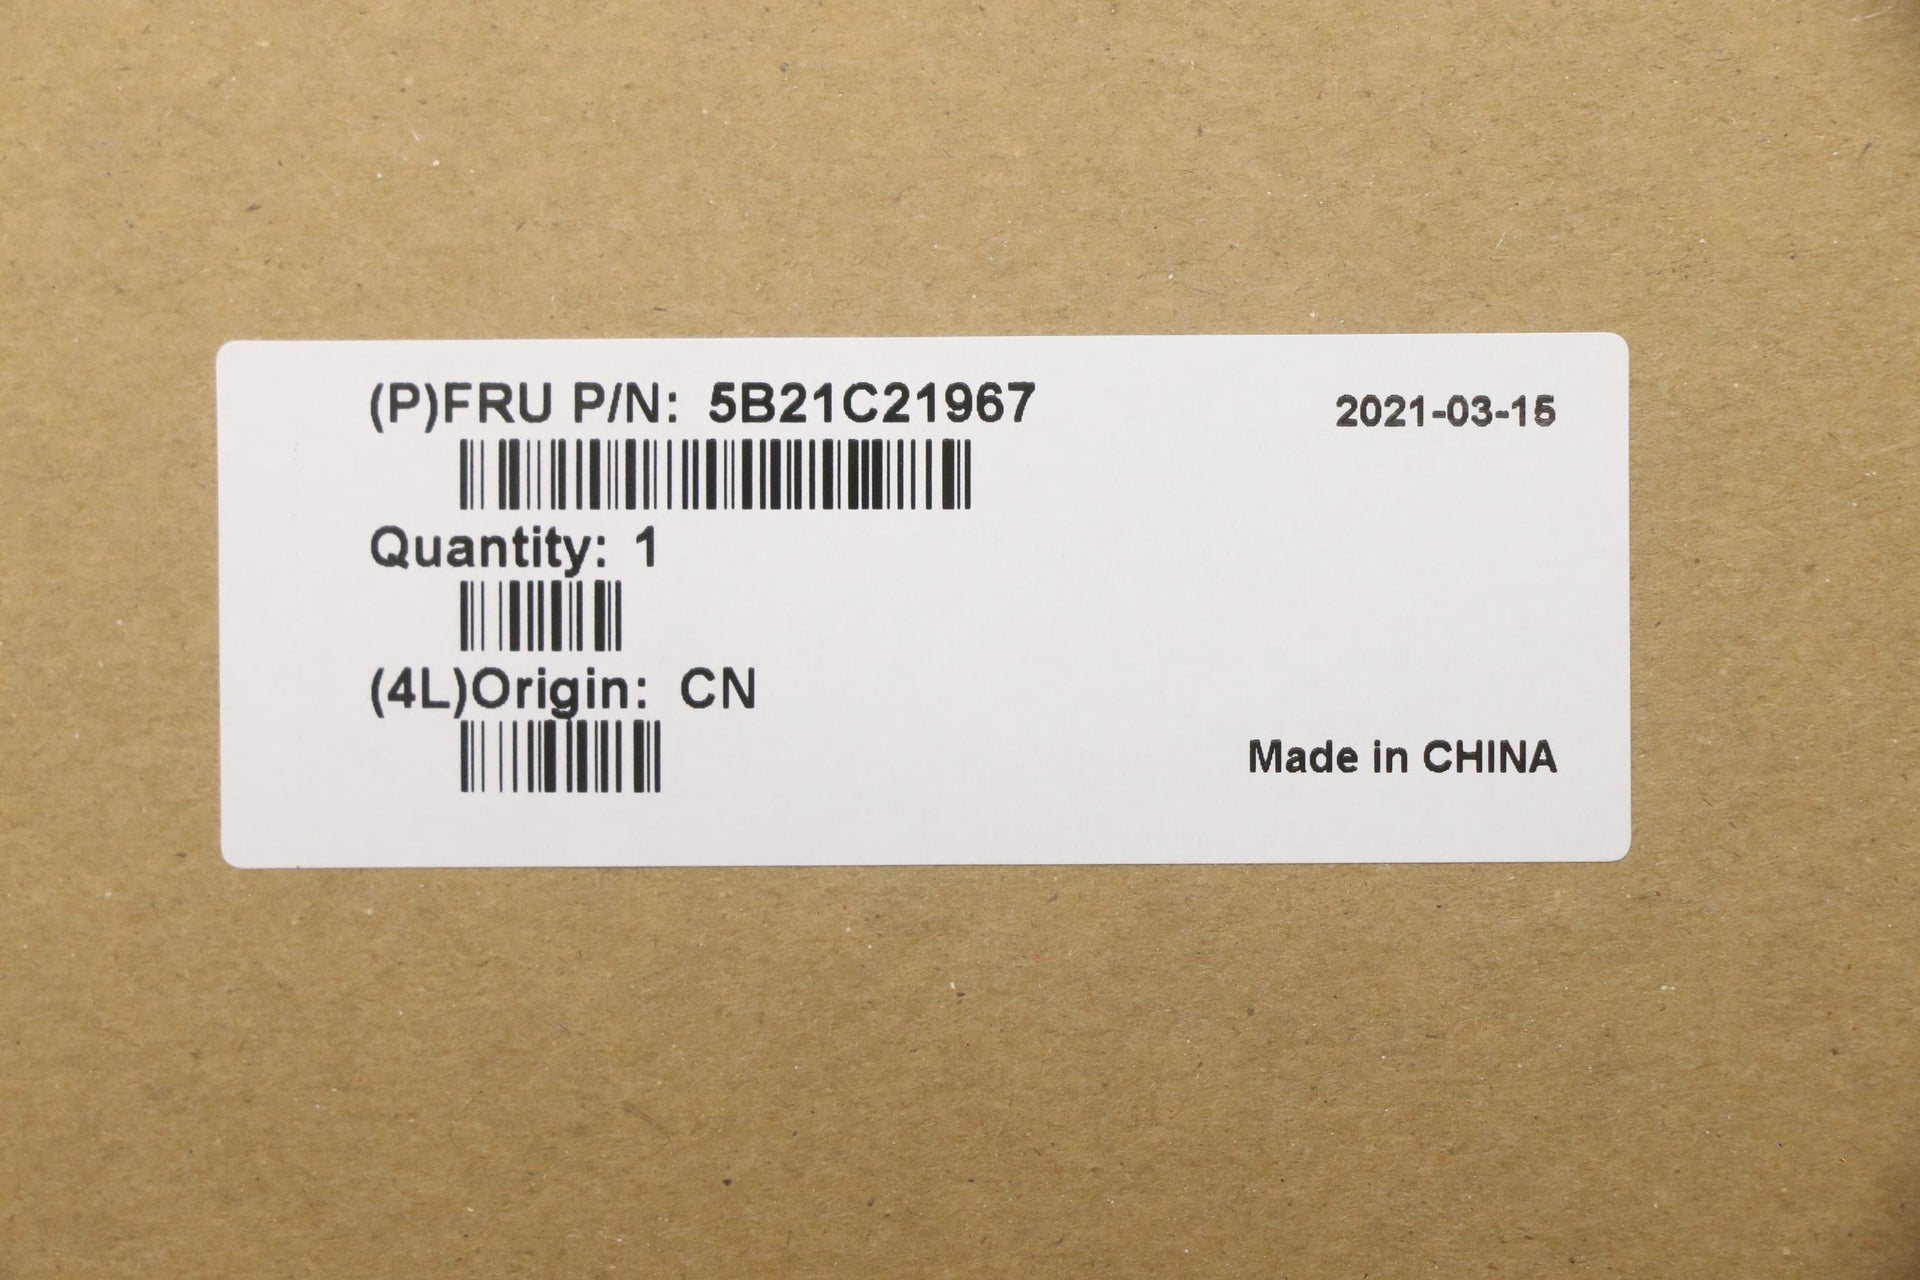 (P)FRU P/N: 5B21C21967
2021-03-15
Quantity: 1
(4L)Origin: CN
Made in CHINA